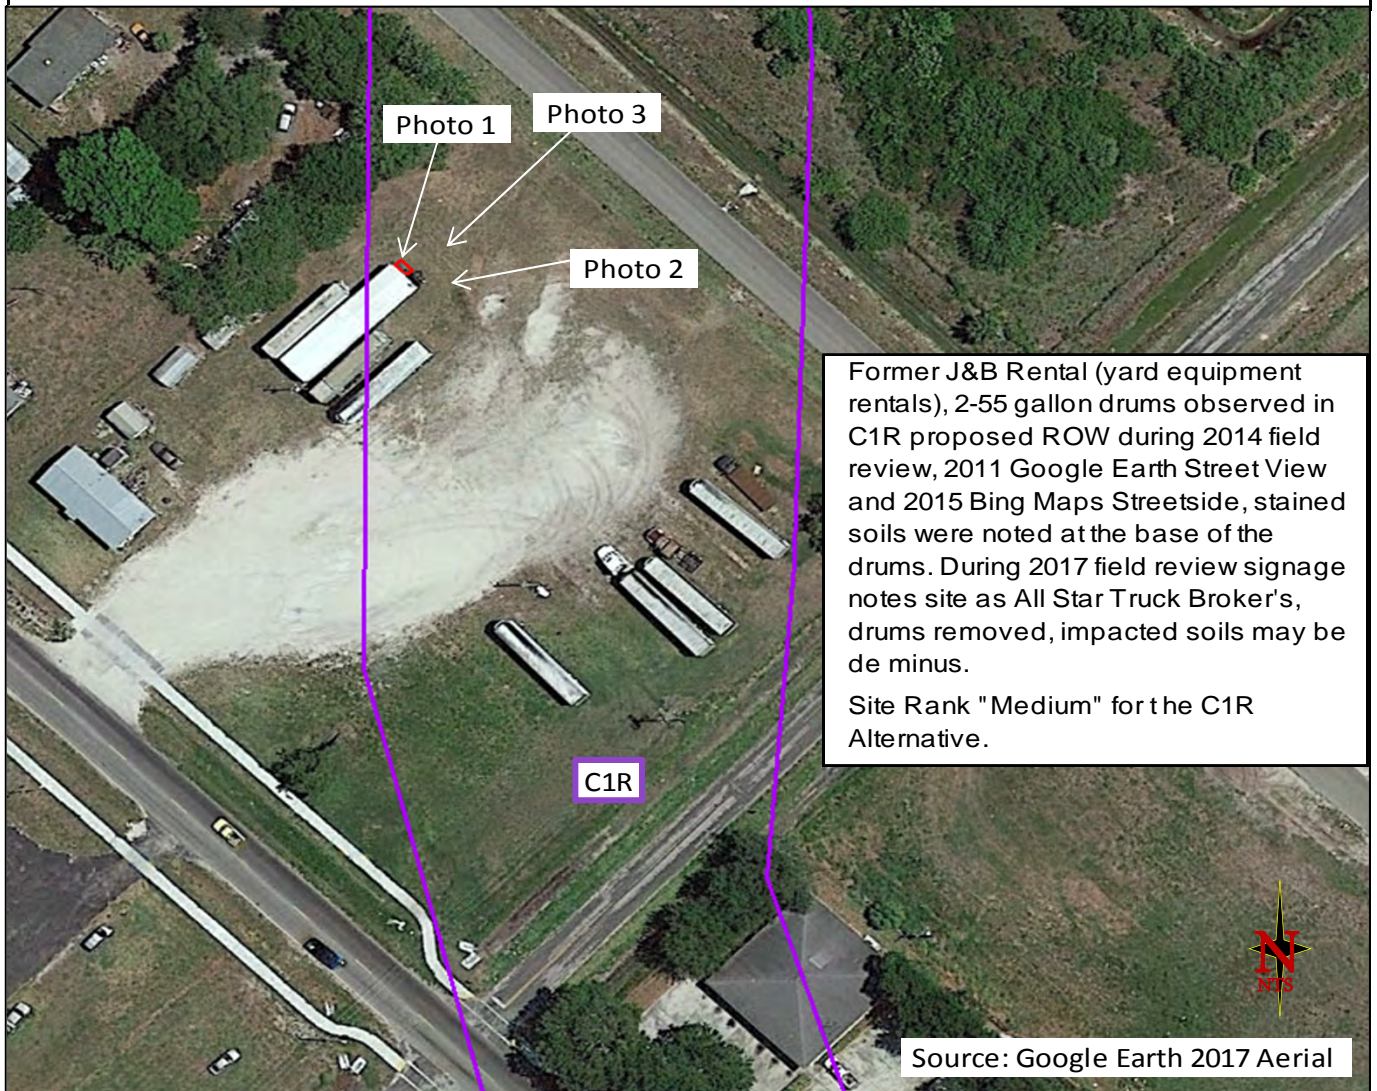 Photo 1
Photo 3
Photo 2
Former J&B Rental (yard equipment
rentals), 2-55 gallon drums observed in
C1R proposed ROW during 2014 field
review, 2011 Google Earth Street View
and 2015 Bing Maps Streetside, stained
soils were noted at the base of the
drums. During 2017 field review signage
notes site as All Star Truck Broker's,
drums removed, impacted soils may be
de minus.
Site Rank "Medium" for the C1R
Alternative.
C1R
N
NTS
Source: Google Earth 2017 Aerial